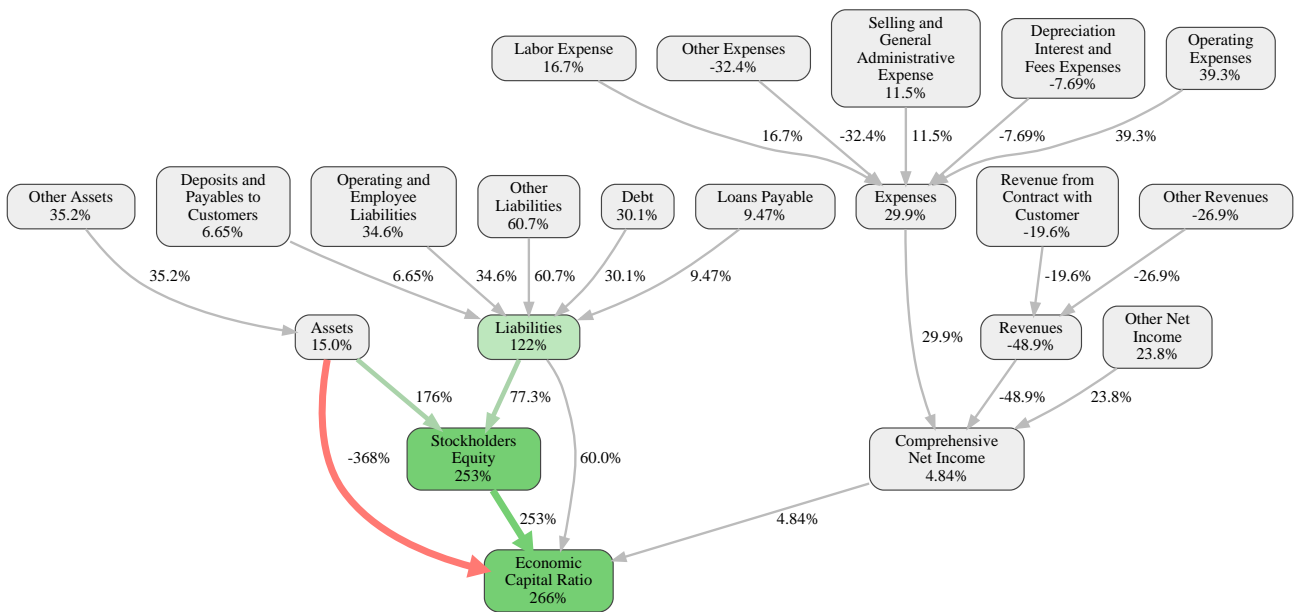 Labor Expense
16.7%
Other Expenses
-32.4%
Selling and
General
Administrative
Expense
11.5%
Depreciation
Interest and
Fees Expenses
-7.69%
Operating
Expenses
39.3%
16.7%
-32.4%
11.5%
-7.69%
39.3%
Other Assets
35.2%
Deposits and
Payables to
Customers
6.65%
Operating and
Employee
Liabilities
34.6%
Other
Liabilities
60.7%
Debt
30.1%
Loans Payable
9.47%
Expenses
29.9%
Revenue from
Contract with
Customer
-19.6%
Other Revenues
-26.9%
35.2%
6.65%
34.6%
60.7%
30.1%
9.47%
-19.6%
-26.9%
Assets
15.0%
Liabilities
122%
29.9%
Revenues
-48.9%
Other Net
Income
23.8%
176%
77.3%
-48.9%
23.8%
-368%
Stockholders
Equity
253%
60.0%
Comprehensive
Net Income
4.84%
253%
4.84%
Economic
Capital Ratio
266%